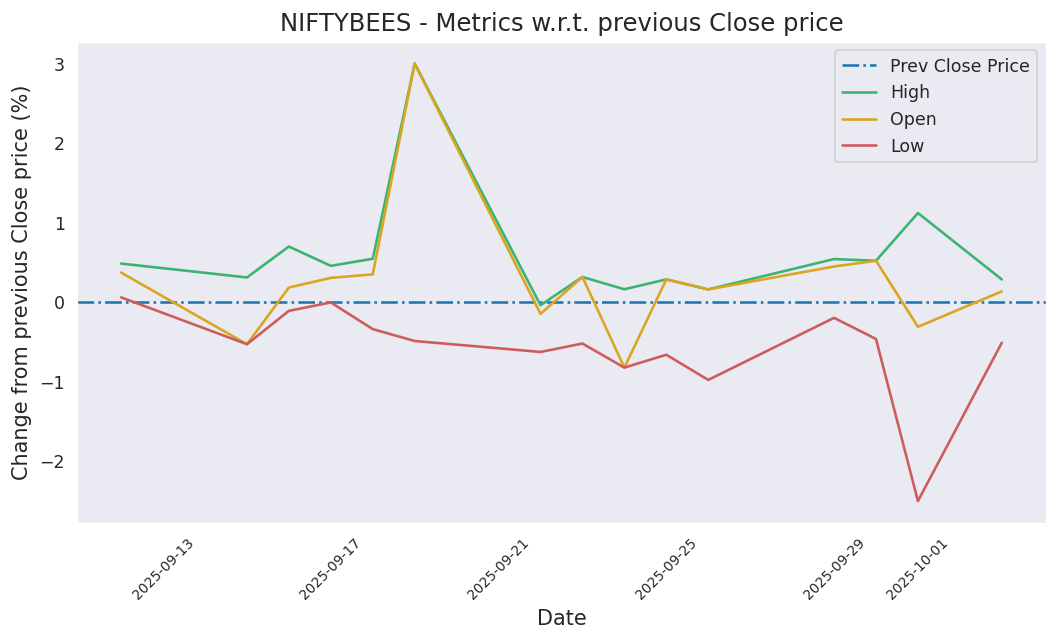 NIFTYBEES - Metrics w.r.t. previous Close price
Change from previous Close price (%)
3
2
1
0
−1
−2
Prev Close Price
High
Open
Low
2025-09-13
2025-09-17
2025-09-21
2025-09-25
2025-09-29
2025-10-01
Date